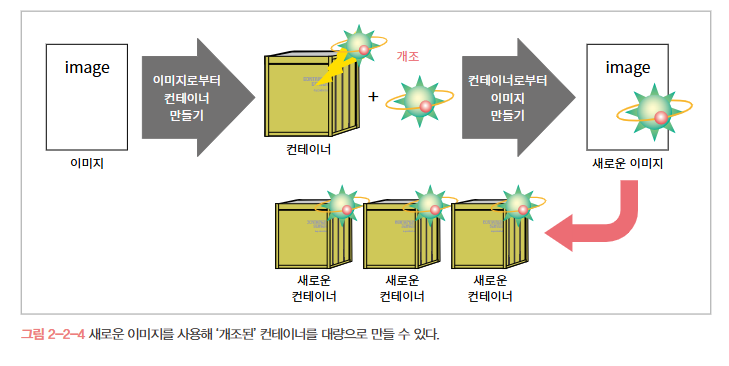 image
이미지로부터
컨테이너
만들기
개조
+
컨테이너로부터
이미지
만들기
image
이미지
컨테이너
새로운 이미지
새로운
컨테이너
새로운
컨테이너
새로운
컨테이너
그림 2-2-4 새로운 이미지를 사용해 ‘개조된’ 컨테이너를 대량으로 만들 수 있다.